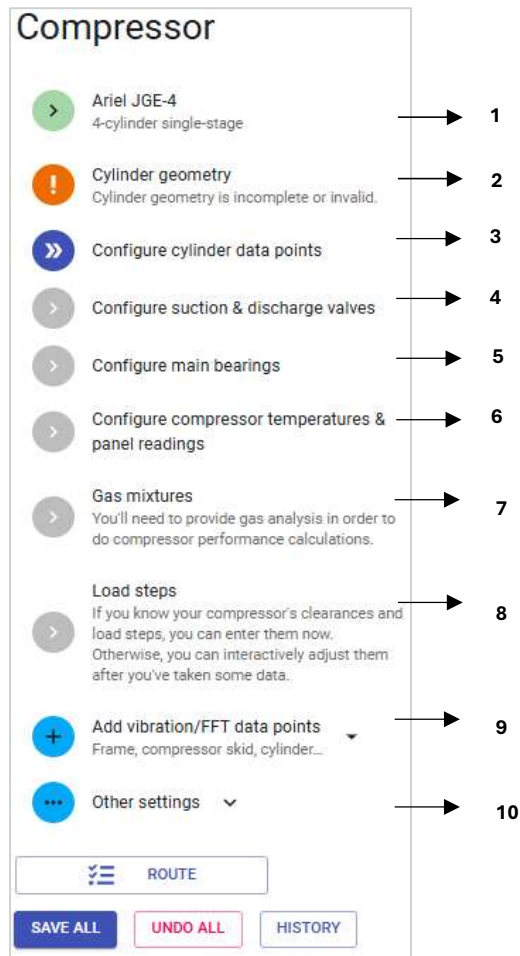 Compressor
Ariel JGE-4
4-cylinder single-stage
1
Cylinder geometry
Cylinder geometry is incomplete or invalid.
2
Configure cylinder data points
3
Configure suction & discharge valves
4
Configure main bearings
5
Configure compressor temperatures &
panel readings
6
Gas mixtures
You'll need to provide gas analysis in order to
do compressor performance calculations.
7
Load steps
If you know your compressor's clearances and
load steps, you can enter them now.
Otherwise, you can interactively adjust them
after you've taken some data.
8
Add vibration/FFT data points
Frame, compressor skid, cylinder...
9
Other settings
10
ROUTE
SAVE ALL UNDO ALL HISTORY